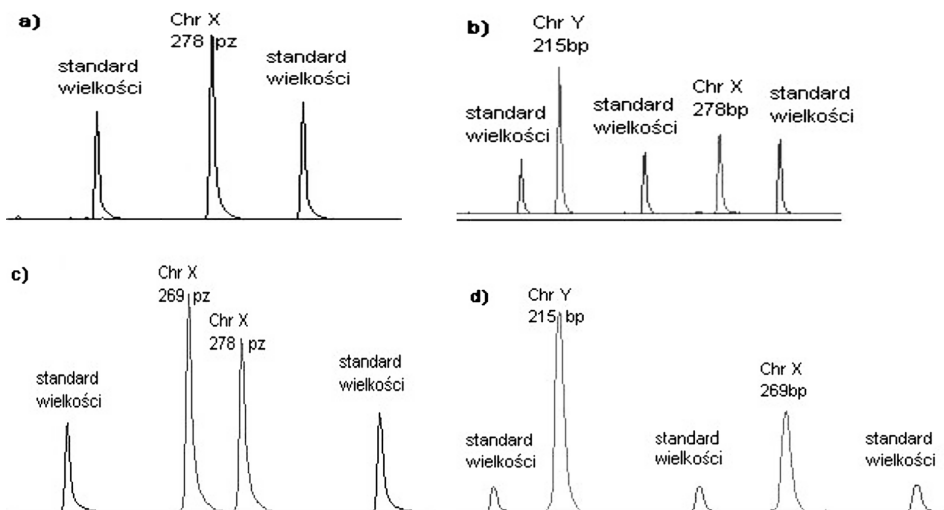 a)
Chr X
278 pz
standard
wielkości
standard
wielkości
b)
Chr Y
215bp
standard
wielkości
standard
wielkości
Chr X
278bp
standard
wielkości
c)
Chr X
269 pz
Chr X
278 pz
standard
wielkości
standard
wielkości
d)
Chr Y
215 bp
Chr X
269bp
standard
wielkości
standard
wielkości
standard
wielkości